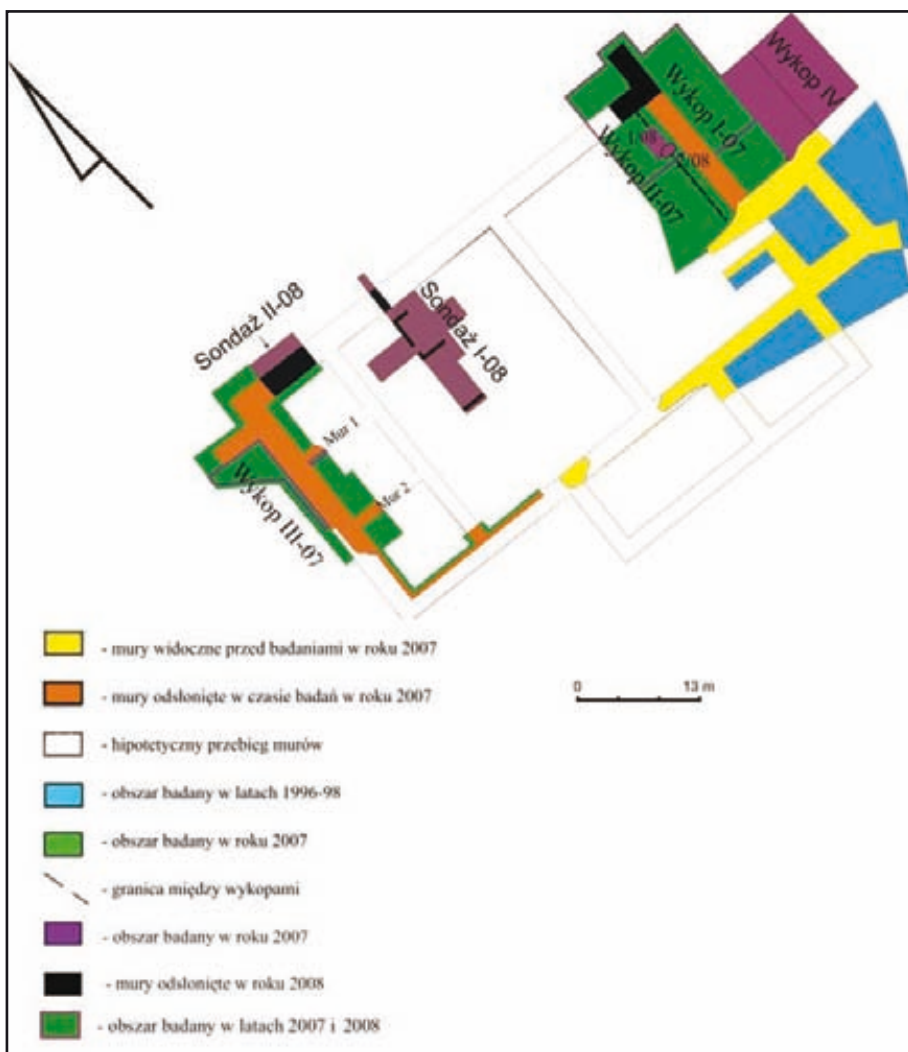 Wykop IV
Wykop I-07
I/08
/08
Wykop II-07
Sondaż II-08
Sondaż I-08
Mur 1
Mur 2
Wykop III-07
- mury widoczne przed badaniami w roku 2007
- mury odsłonięte w czasie badań w roku 2007
0 13 m
- hipotetyczny przebieg murów
- obszar badany w latach 1996-98
- obszar badany w roku 2007
- granica między wykopami
- obszar badany w roku 2007
- mury odsłonięte w roku 2008
- obszar badany w latach 2007 i 2008